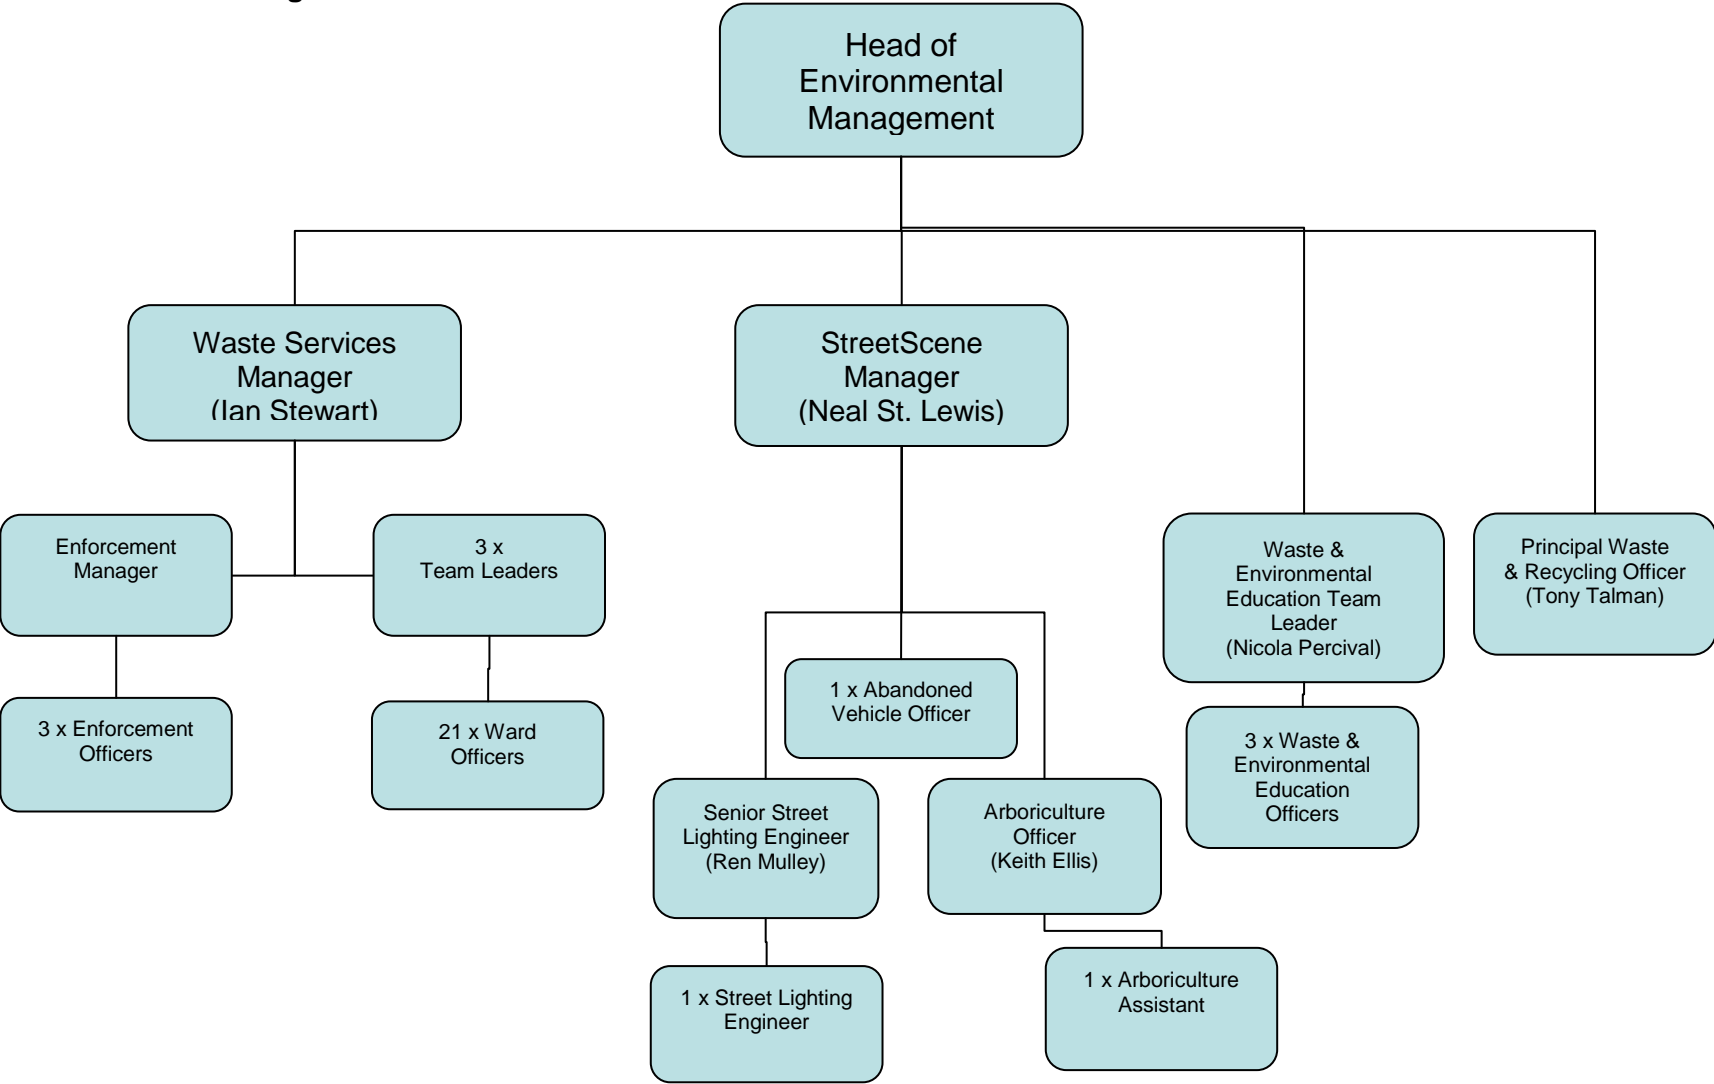 Head of
Environmental
Management
Waste Services
Manager
(Ian Stewart)
StreetScene
Manager
(Neal St. Lewis)
Enforcement
Manager
3 x
Team Leaders
Waste &
Environmental
Education Team
Leader
(Nicola Percival)
Principal Waste
& Recycling Officer
(Tony Talman)
3 x Enforcement
Officers
21 x Ward
Officers
1 x Abandoned
Vehicle Officer
3 x Waste &
Environmental
Education
Officers
Senior Street
Lighting Engineer
(Ren Mulley)
Arboriculture
Officer
(Keith Ellis)
1 x Street Lighting
Engineer
1 x Arboriculture
Assistant